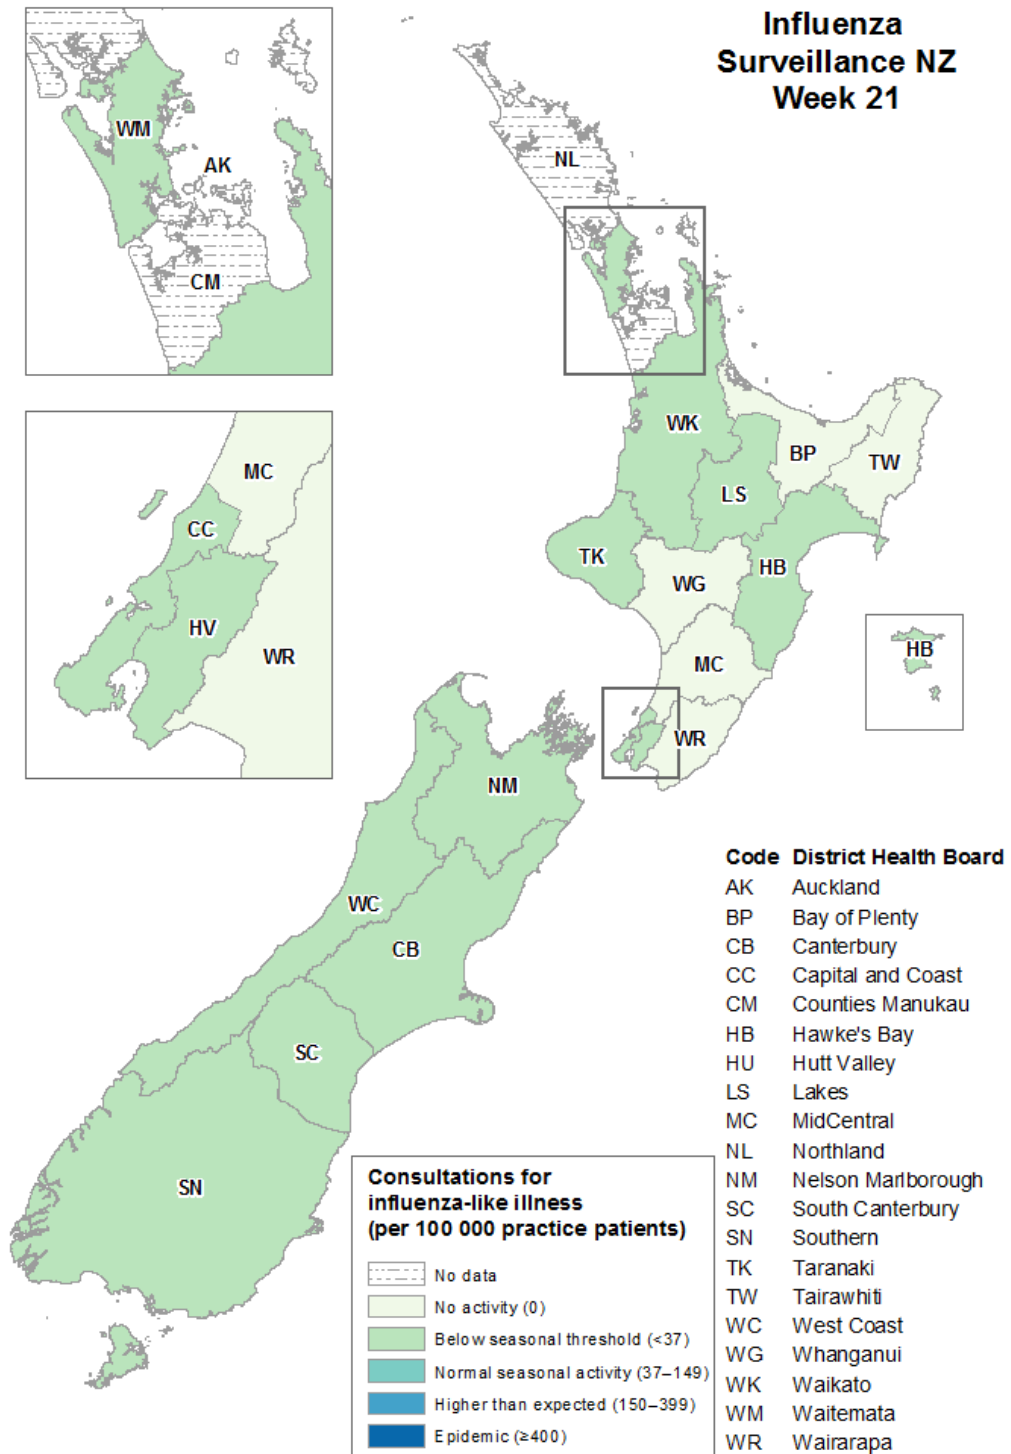 Influenza
Surveillance NZ
Week 21
WM
AK
CM
MC
CC
HV
WR
NL
WK
BP
TW
LS
TK
HB
WG
MC
WR
HB
NM
WC
CB
SC
SN
Code District Health Board
AK Auckland
BP Bay of Plenty
CB Canterbury
CC Capital and Coast
CM Counties Manukau
HB Hawke's Bay
HU Hutt Valley
LS Lakes
MC MidCentral
NL Northland
NM Nelson Marlborough
SC South Canterbury
SN Southern
TK Taranaki
TW Tairawhiti
WC West Coast
WG Whanganui
WK Waikato
WM Waitemata
WR Wairarapa
Consultations for
influenza-like illness
(per 100 000 practice patients)
No data
No activity (0)
Below seasonal threshold (<37)
Normal seasonal activity (37–149)
Higher than expected (150–399)
Epidemic (≥400)